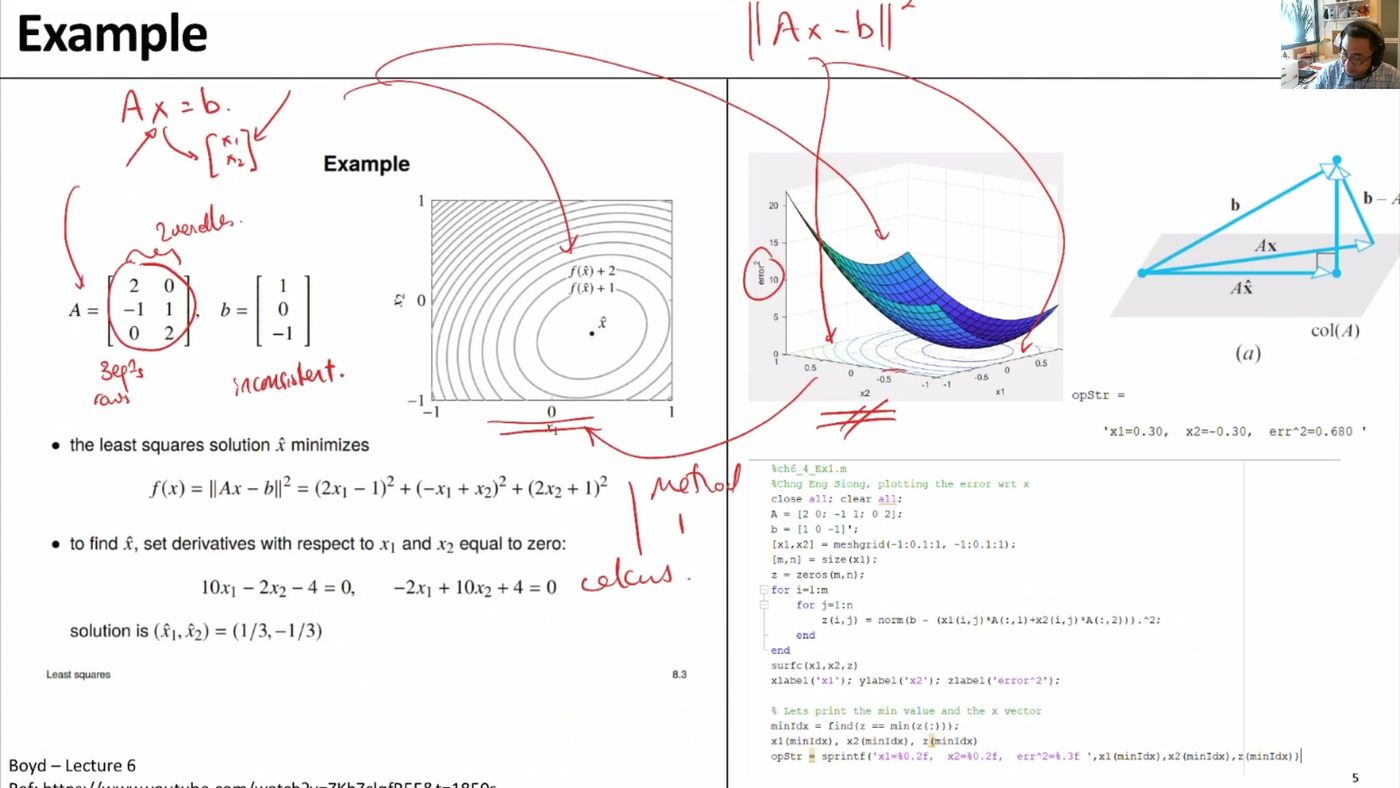 Example
‖Ax - b‖²
Ax = b.
[x₁
x₂]
2 variables.
Example
A = [2 0
-1 1
0 2],
b = [1
0
-1]
3 eqⁿs
rows
inconsistent.
1
0
-1
x₂
-1 0 1
x₁
f(x̂) + 2
f(x̂) + 1
x̂
• the least squares solution x̂ minimizes
f(x) = ‖Ax − b‖² = (2x₁ − 1)² + (−x₁ + x₂)² + (2x₂ + 1)²
• to find x̂, set derivatives with respect to x₁ and x₂ equal to zero:
10x₁ − 2x₂ − 4 = 0, −2x₁ + 10x₂ + 4 = 0
solution is (x̂₁, x̂₂) = (1/3, −1/3)
Method
1
Least squares
8.3
Boyd – Lecture 6
error²
20
15
10
5
0
1 0.5 0 -0.5 -1
x2
-1 -0.5 0 0.5
x1
b
b – A
Ax
Ax̂
col(A)
(a)
opStr =
'x1=0.30, x2=-0.30, err^2=0.680 '
%ch6_4_Ex1.m
%Chng Eng Siong, plotting the error wrt x
close all; clear all;
A = [2 0; -1 1; 0 2];
b = [1 0 -1]';
[x1,x2] = meshgrid(-1:0.1:1, -1:0.1:1);
[m,n] = size(x1);
z = zeros(m,n);
for i=1:m
for j=1:n
z(i,j) = norm(b - (x1(i,j)*A(:,1)+x2(i,j)*A(:,2))).^2;
end
end
surfc(x1,x2,z)
xlabel('x1'); ylabel('x2'); zlabel('error^2');
% Lets print the min value and the x vector
minIdx = find(z == min(z(:)));
x1(minIdx), x2(minIdx), z(minIdx)
opStr = sprintf('x1=%0.2f, x2=%0.2f, err^2=%.3f ',x1(minIdx),x2(minIdx),z(minIdx))
5